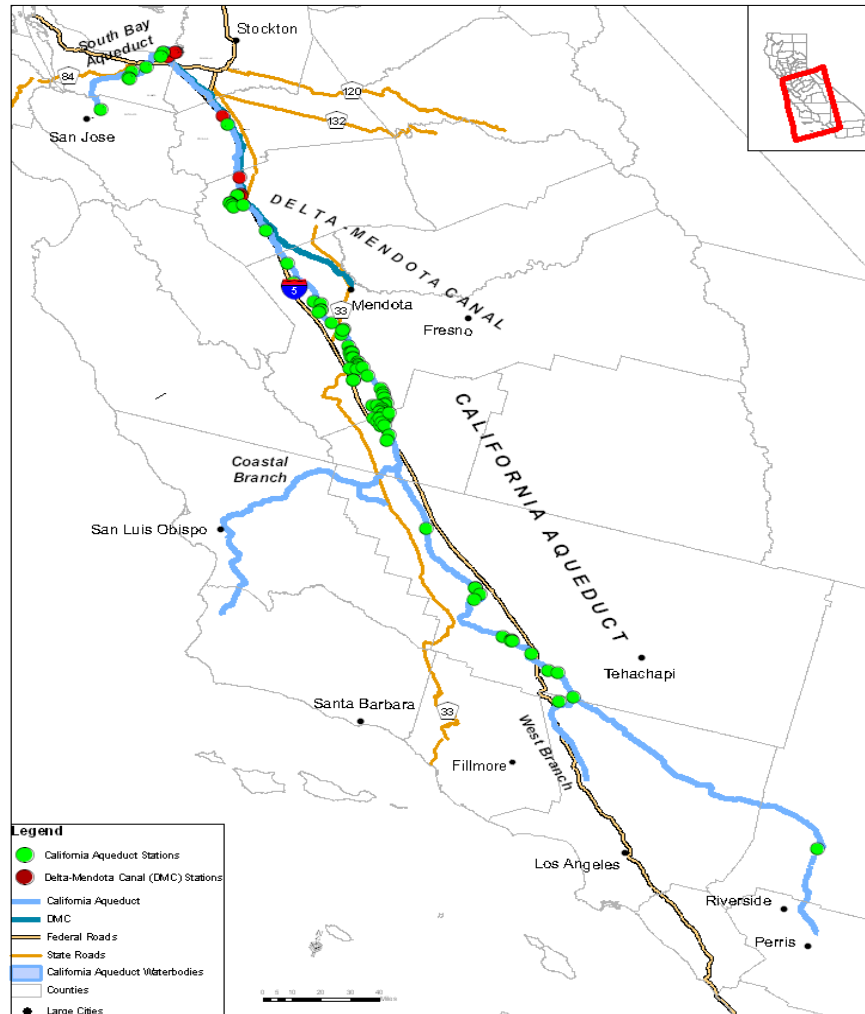 South Bay
Aqueduct
Stockton
84
120
132
San Jose
DELTA-MENDOTA CANAL
5
Mendota
33
Fresno
CALIFORNIA AQUEDUCT
Coastal
Branch
San Luis Obispo
Tehachapi
Santa Barbara
33
Fillmore
West Branch
Los Angeles
Riverside
Perris
Legend
California Aqueduct Stations
Delta-Mendota Canal (DMC) Stations
California Aqueduct
DMC
Federal Roads
State Roads
California Aqueduct Waterbodies
Counties
Large Cities
0 5 10 20 30 40
Miles